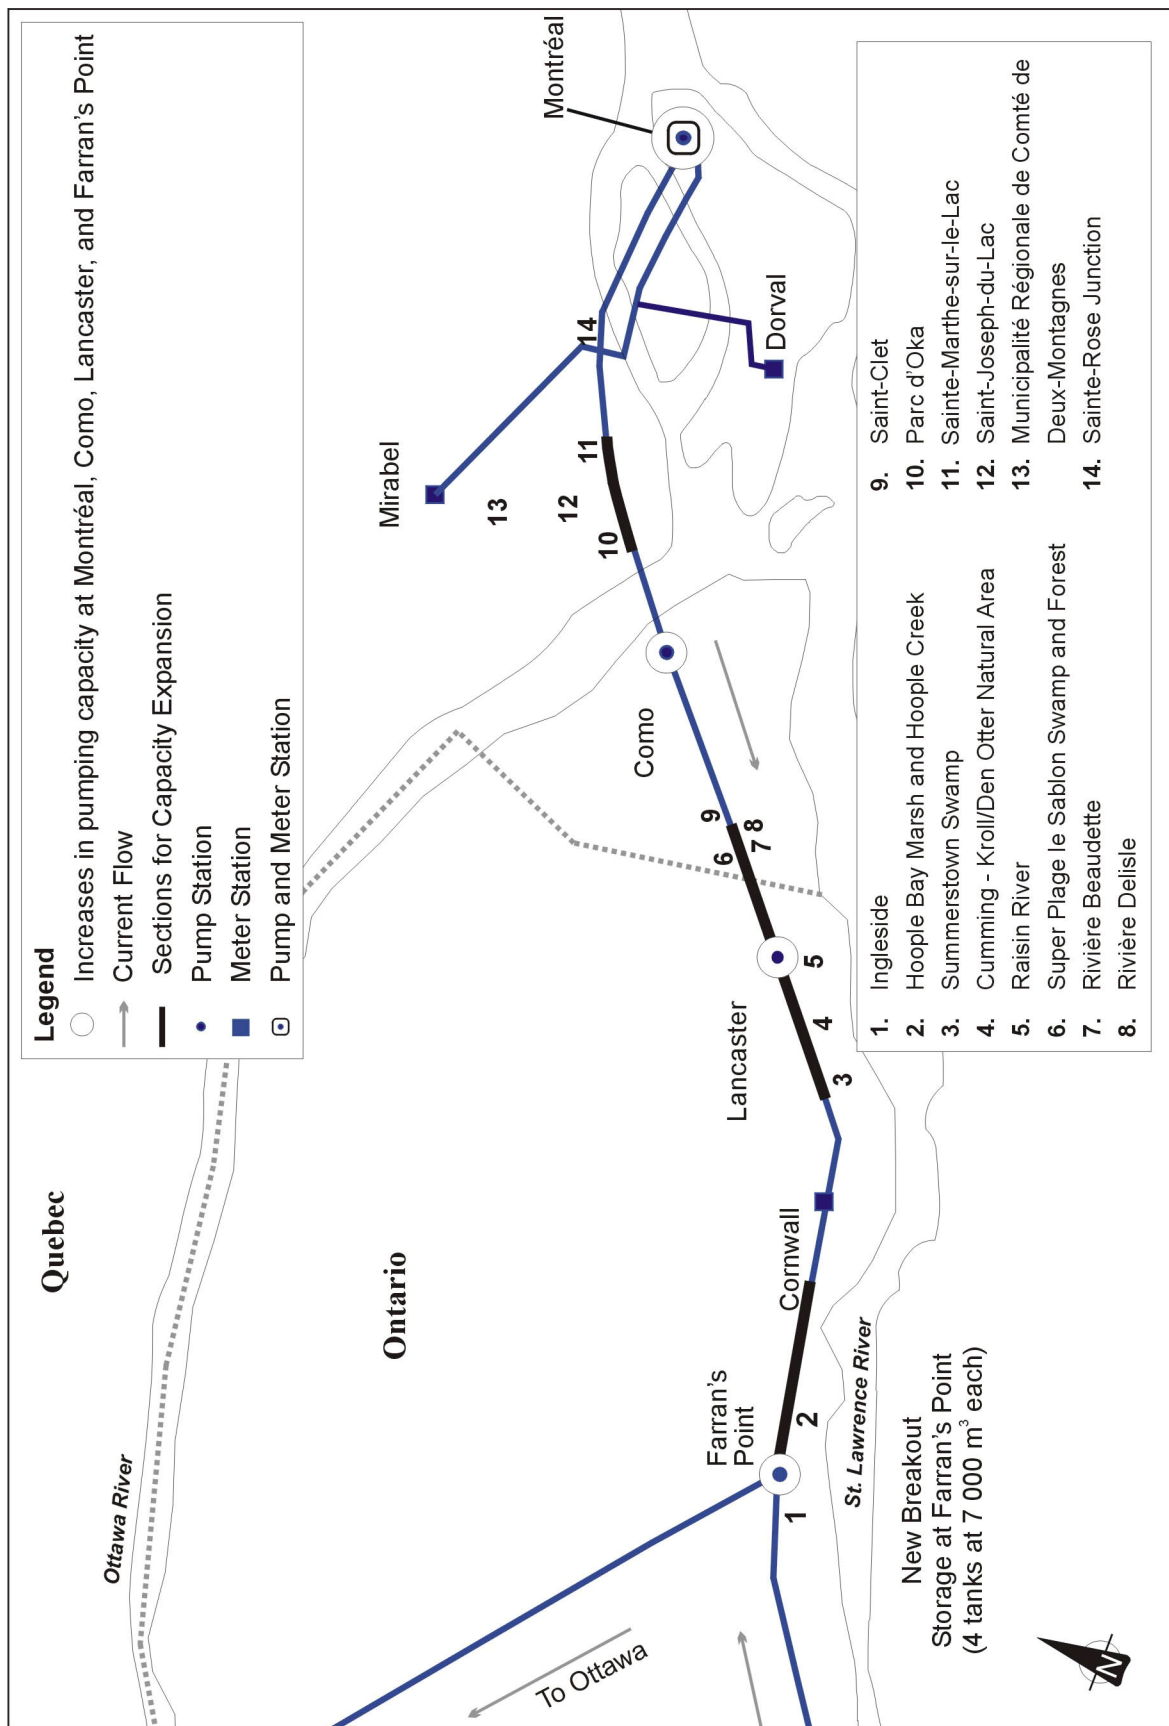 Legend
Increases in pumping capacity at Montréal, Como, Lancaster, and Farran's Point
Current Flow
Sections for Capacity Expansion
Pump Station
Meter Station
Pump and Meter Station
Quebec
Ottawa River
Ontario
Mirabel
Montréal
13
12
14
11
10
Dorval
Como
9
6
8
7
Lancaster
5
4
3
Cornwall
Farran's
Point
2
1
St. Lawrence River
To Ottawa
New Breakout
Storage at Farran's Point
(4 tanks at 7 000 m³ each)
N
1. Ingleside
2. Hoople Bay Marsh and Hoople Creek
3. Summerstown Swamp
4. Cumming - Kroll/Den Otter Natural Area
5. Raisin River
6. Super Plage le Sablon Swamp and Forest
7. Rivière Beaudette
8. Rivière Delisle
9. Saint-Clet
10. Parc d'Oka
11. Sainte-Marthe-sur-le-Lac
12. Saint-Joseph-du-Lac
13. Municipalité Régionale de Comté de
Deux-Montagnes
14. Sainte-Rose Junction